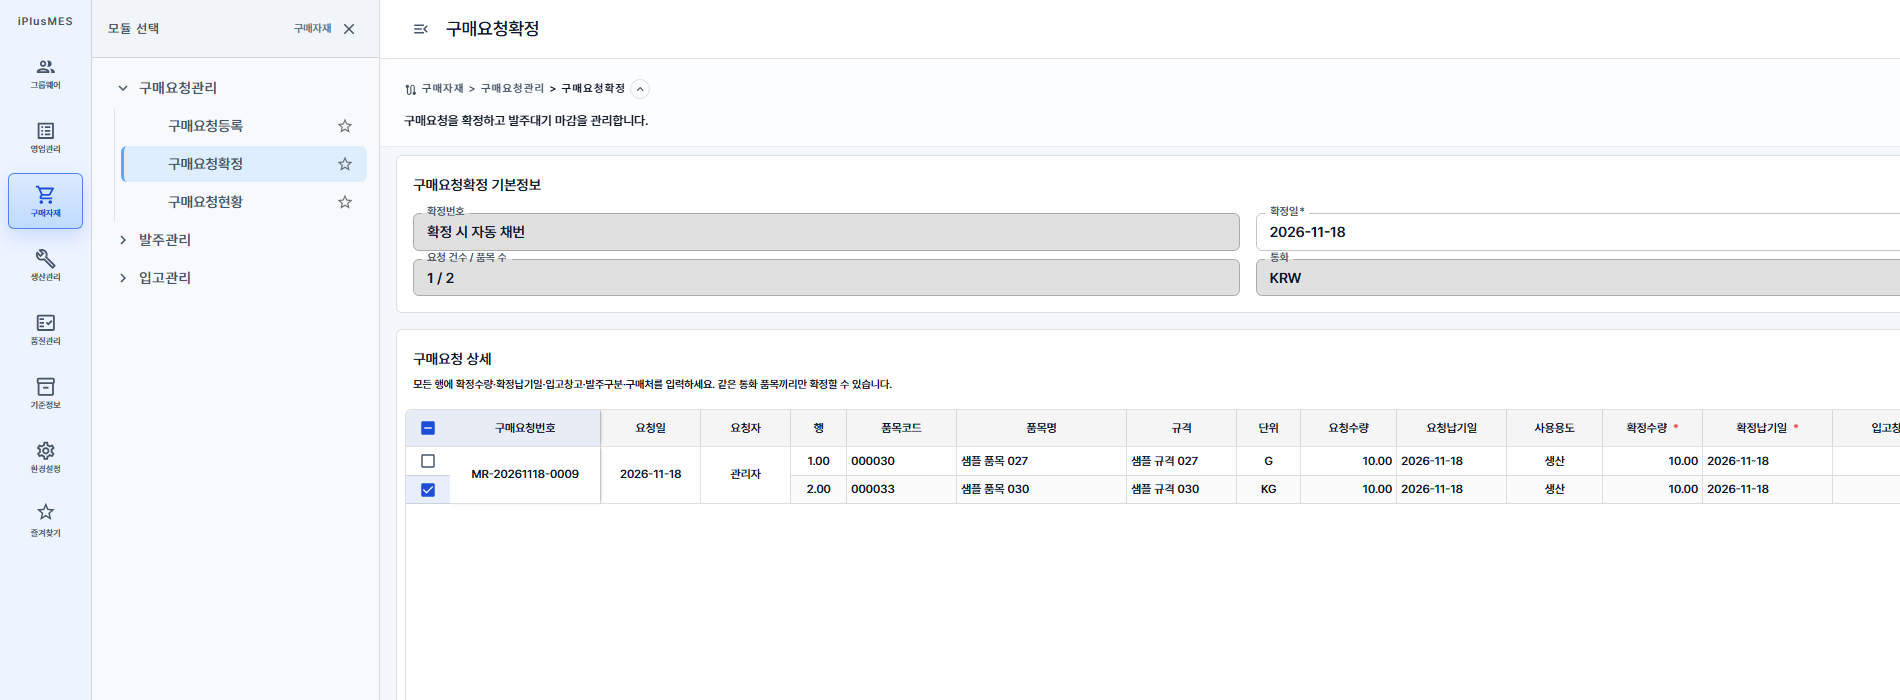 iPlusMES
모듈 선택
구매자재
구매요청확정
그룹웨어
영업관리
구매자재
생산관리
품질관리
기준정보
환경설정
즐겨찾기
구매요청관리
구매요청등록
구매요청확정
구매요청현황
발주관리
입고관리
구매자재 > 구매요청관리 > 구매요청확정
구매요청을 확정하고 발주대기 마감을 관리합니다.
구매요청확정 기본정보
확정번호
확정 시 자동 채번
확정일*
2026-11-18
요청 건수 / 품목 수
1 / 2
통화
KRW
구매요청 상세
모든 행에 확정수량·확정납기일·입고창고·발주구분·구매처를 입력하세요. 같은 통화 품목끼리만 확정할 수 있습니다.
구매요청번호 요청일 요청자 행 품목코드 품목명 규격 단위 요청수량 요청납기일 사용용도 확정수량 * 확정납기일 * 입고창
MR-20261118-0009 2026-11-18 관리자
1.00 000030 샘플 품목 027 샘플 규격 027 G 10.00 2026-11-18 생산 10.00 2026-11-18
2.00 000033 샘플 품목 030 샘플 규격 030 KG 10.00 2026-11-18 생산 10.00 2026-11-18